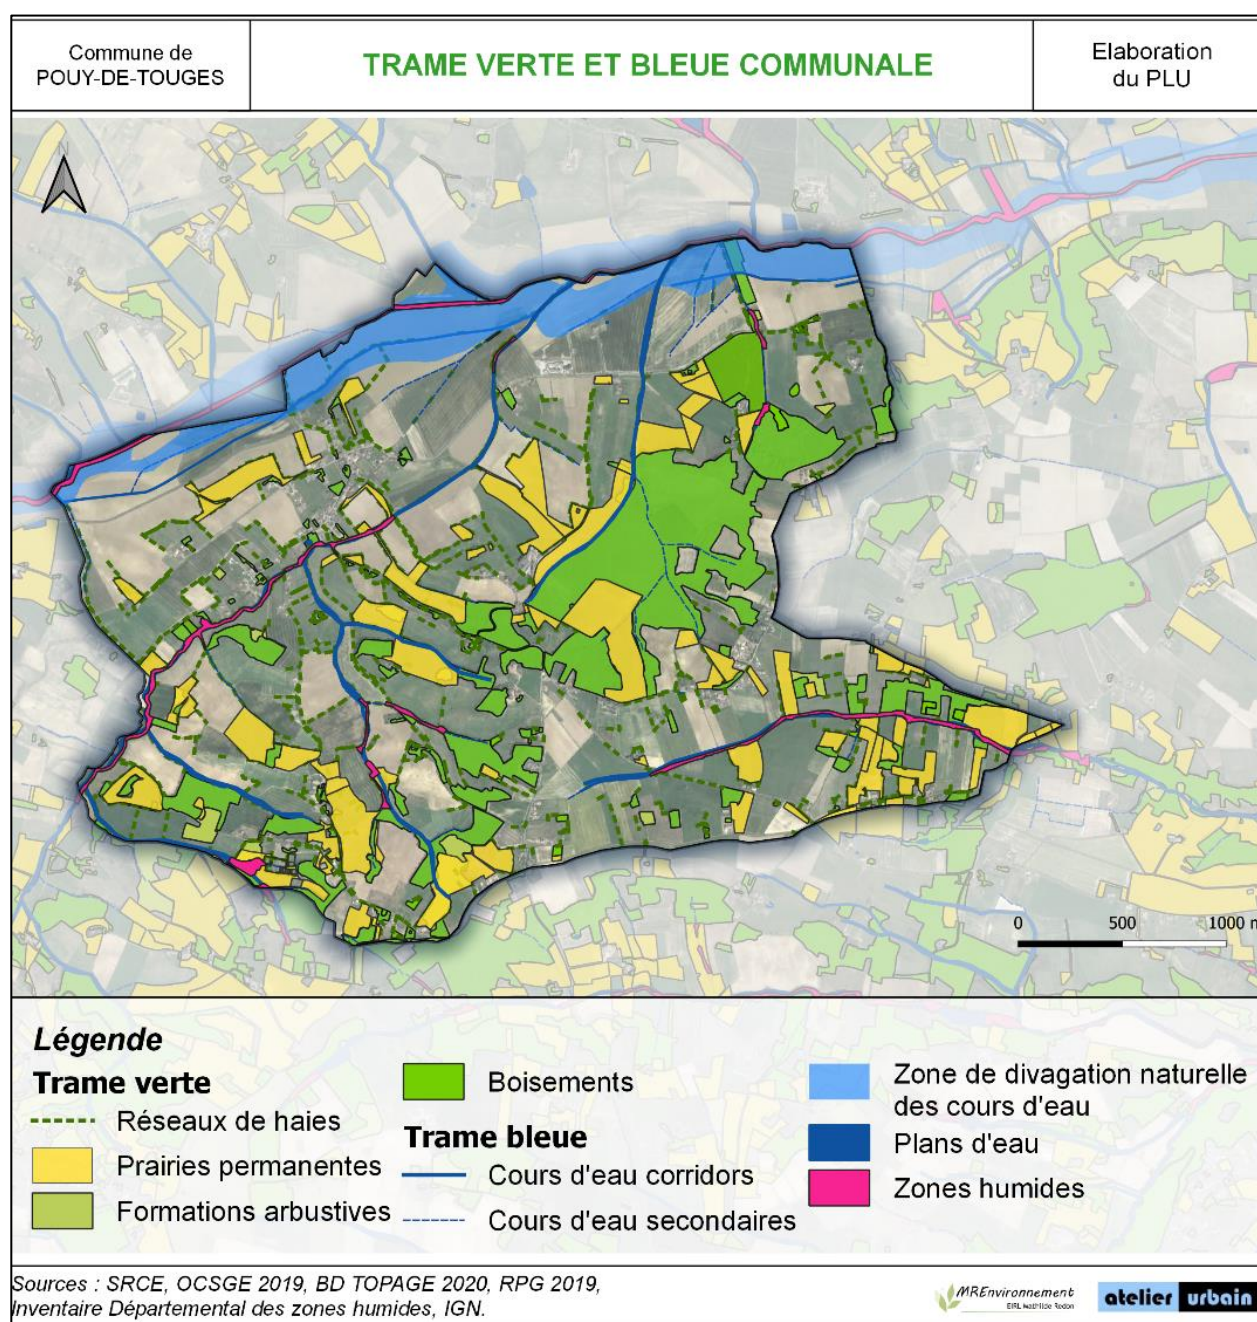 Commune de
POUY-DE-TOUGES
TRAME VERTE ET BLEUE COMMUNALE
Elaboration
du PLU
N
0 500 1000 m
Légende
Trame verte
Réseaux de haies
Prairies permanentes
Formations arbustives
Boisements
Trame bleue
Cours d'eau corridors
Cours d'eau secondaires
Zone de divagation naturelle
des cours d'eau
Plans d'eau
Zones humides
Sources : SRCE, OCSGE 2019, BD TOPAGE 2020, RPG 2019,
Inventaire Départemental des zones humides, IGN.
MREnvironnement
EIRL Mathilde Redon
atelier urbain